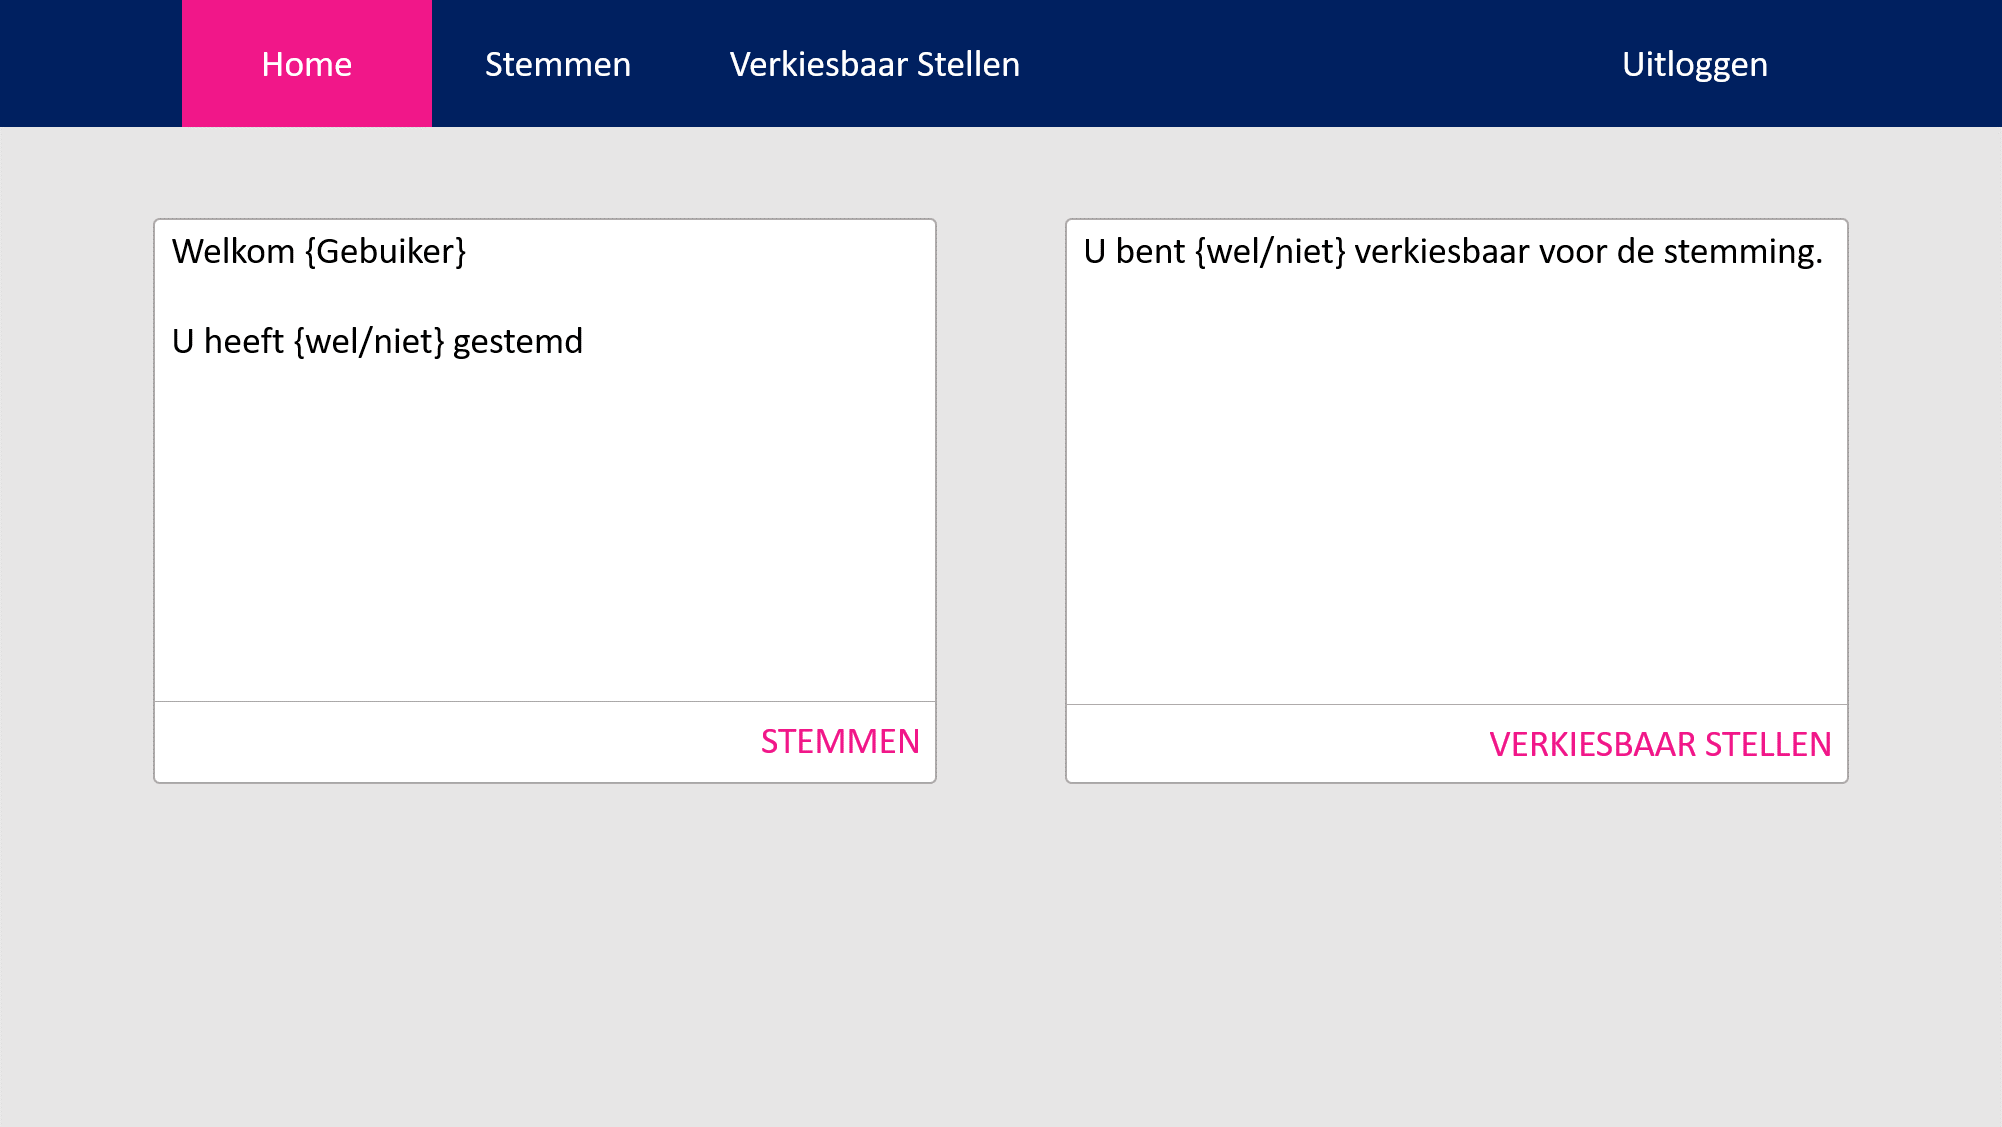 Home
Stemmen
Verkiesbaar Stellen
Uitloggen
Welkom {Gebuiker}
U heeft {wel/niet} gestemd
STEMMEN
U bent {wel/niet} verkiesbaar voor de stemming.
VERKIESBAAR STELLEN